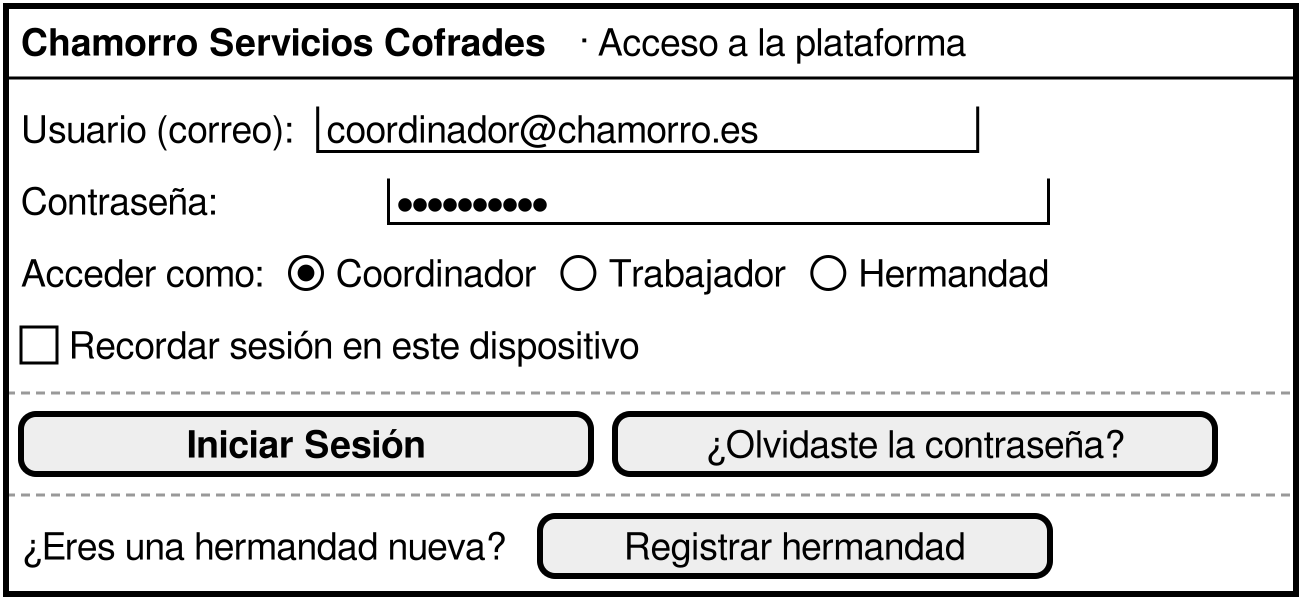 Chamorro Servicios Cofrades · Acceso a la plataforma
Usuario (correo): coordinador@chamorro.es
Contraseña: ●●●●●●●●●●
Acceder como: Coordinador Trabajador Hermandad
Recordar sesión en este dispositivo
Iniciar Sesión ¿Olvidaste la contraseña?
¿Eres una hermandad nueva? Registrar hermandad